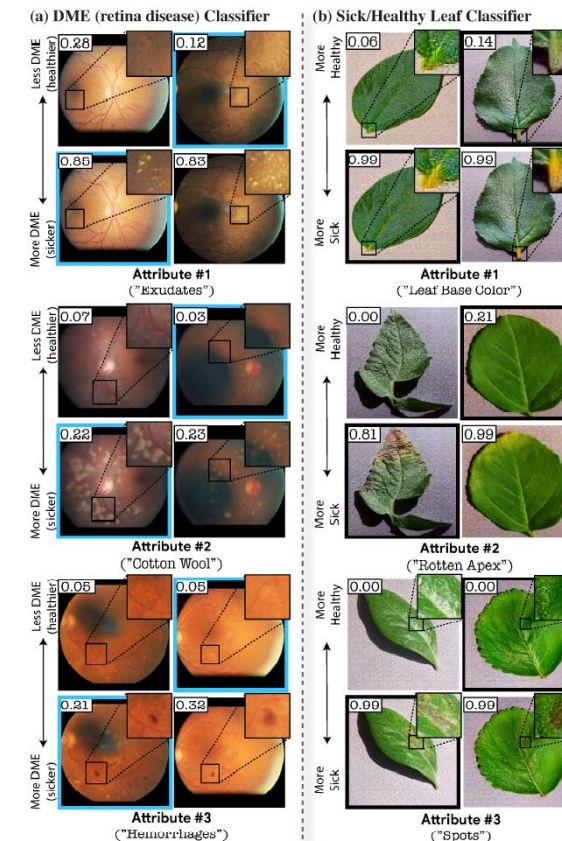 (a) DME (retina disease) Classifier
Less DME
(healthier)
More DME
(sicker)
0.28
0.12
0.85
0.83
Attribute #1
("Exudates")
Less DME
(healthier)
More DME
(sicker)
0.07
0.03
0.22
0.23
Attribute #2
("Cotton Wool")
Less DME
(healthier)
More DME
(sicker)
0.05
0.05
0.21
0.32
Attribute #3
("Hemorrhages")
(b) Sick/Healthy Leaf Classifier
More
Healthy
More
Sick
0.06
0.14
0.99
0.99
Attribute #1
("Leaf Base Color")
More
Healthy
More
Sick
0.00
0.21
0.81
0.99
Attribute #2
("Rotten Apex")
More
Healthy
More
Sick
0.00
0.00
0.99
0.99
Attribute #3
("Spots")